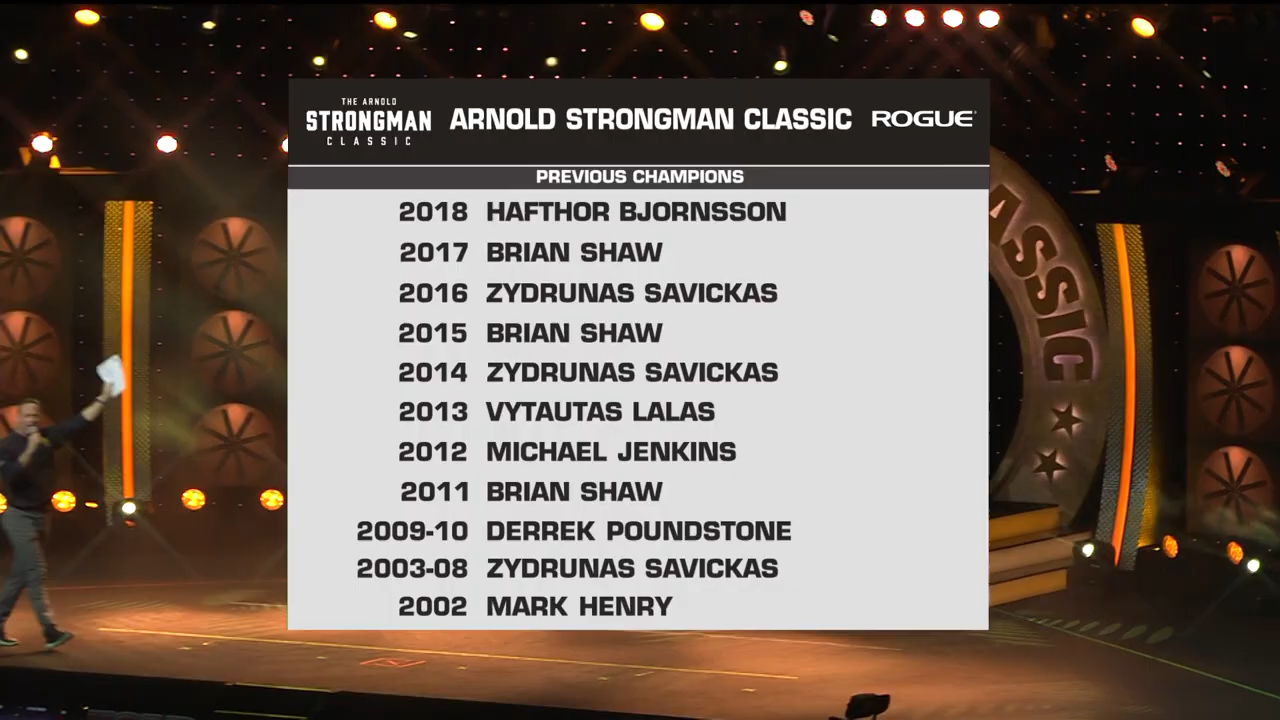 THE ARNOLD
STRONGMAN
CLASSIC
ARNOLD STRONGMAN CLASSIC
ROGUE
PREVIOUS CHAMPIONS
2018 HAFTHOR BJORNSSON
2017 BRIAN SHAW
2016 ZYDRUNAS SAVICKAS
2015 BRIAN SHAW
2014 ZYDRUNAS SAVICKAS
2013 VYTAUTAS LALAS
2012 MICHAEL JENKINS
2011 BRIAN SHAW
2009-10 DERREK POUNDSTONE
2003-08 ZYDRUNAS SAVICKAS
2002 MARK HENRY
ASSIC